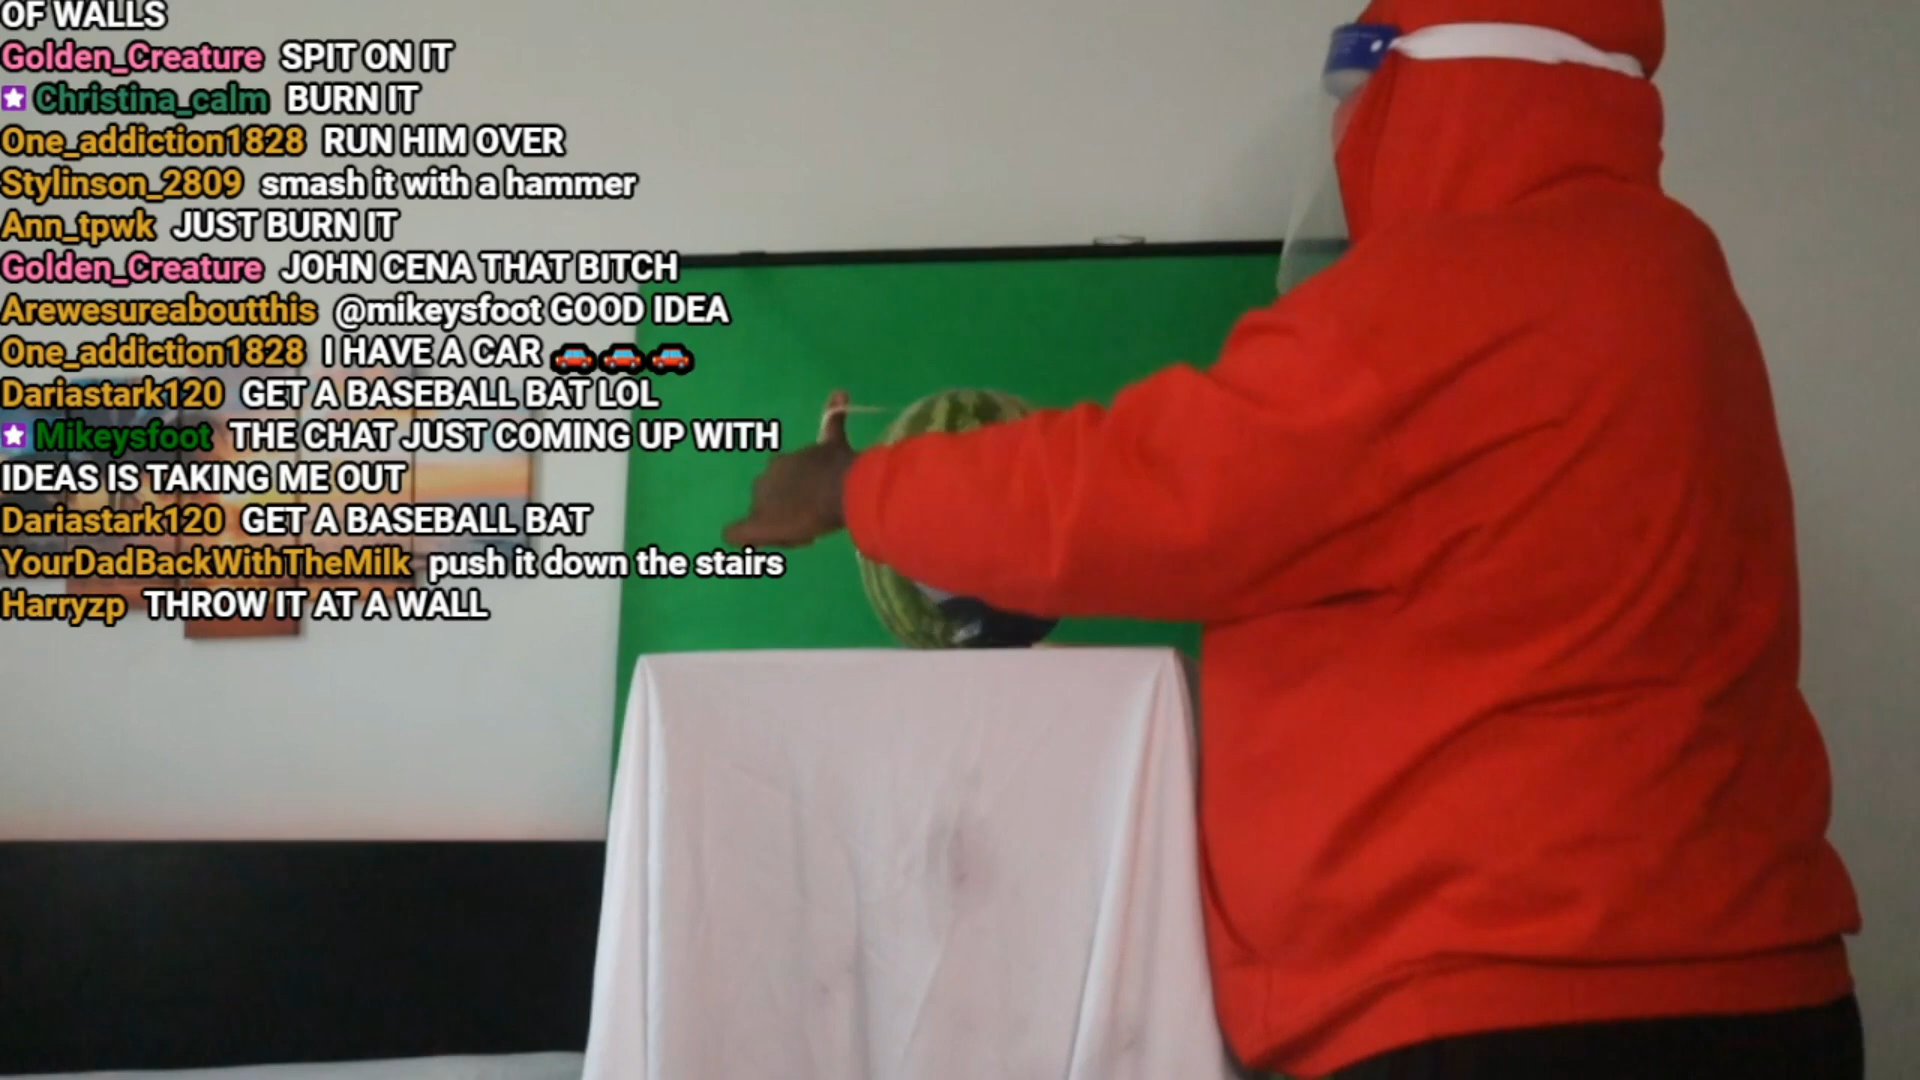 OF WALLS
Golden_Creature SPIT ON IT
Christina_calm BURN IT
One_addiction1828 RUN HIM OVER
Stylinson_2809 smash it with a hammer
Ann_tpwk JUST BURN IT
Golden_Creature JOHN CENA THAT BITCH
Arewesureaboutthis @mikeysfoot GOOD IDEA
One_addiction1828 I HAVE A CAR 🚗🚗🚗
Dariastark120 GET A BASEBALL BAT LOL
Mikeysfoot THE CHAT JUST COMING UP WITH
IDEAS IS TAKING ME OUT
Dariastark120 GET A BASEBALL BAT
YourDadBackWithTheMilk push it down the stairs
Harryzp THROW IT AT A WALL